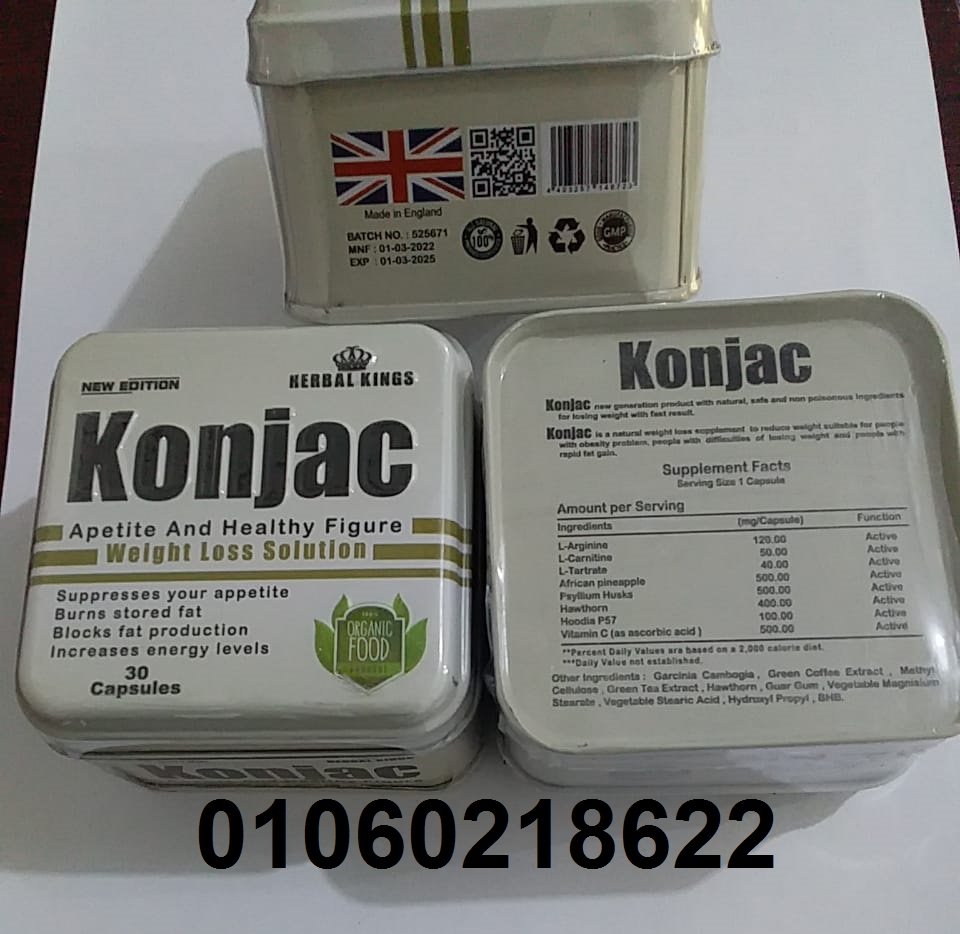 Made in England
BATCH NO. : 525671
MNF : 01-03-2022
EXP : 01-03-2025
100%
GMP
NEW EDITION
HERBAL KINGS
Konjac
Apetite And Healthy Figure
Weight Loss Solution
Suppresses your appetite
Burns stored fat
Blocks fat production
Increases energy levels
30
Capsules
100%
ORGANIC
FOOD
PRODUCT
HERBAL KINGS
Konjac
Konjac
Konjac new generation product with natural, safe and non poisonous ingredients
for losing weight with fast result.
Konjac is a natural weight loss supplement to reduce weight suitable for people
with obesity problem, people with difficulties of losing weight and people with
rapid fat gain.
Supplement Facts
Serving Size 1 Capsule
Amount per Serving
Ingredients (mg/Capsule) Function
L-Arginine 120.00 Active
L-Carnitine 50.00 Active
L-Tartrate 40.00 Active
African pineapple 500.00 Active
Psyllium Husks 500.00 Active
Hawthorn 400.00 Active
Hoodia P57 100.00 Active
Vitamin C (as ascorbic acid ) 500.00 Active
**Percent Daily Values are based on a 2,000 calorie diet.
***Daily Value not established.
Other Ingredients : Garcinia Cambogia , Green Coffee Extract , Methyl
Cellulose , Green Tea Extract , Hawthorn , Guar Gum , Vegetable Magnisium
Stearate , Vegetable Stearic Acid , Hydroxyl Propyl , BHB.
01060218622